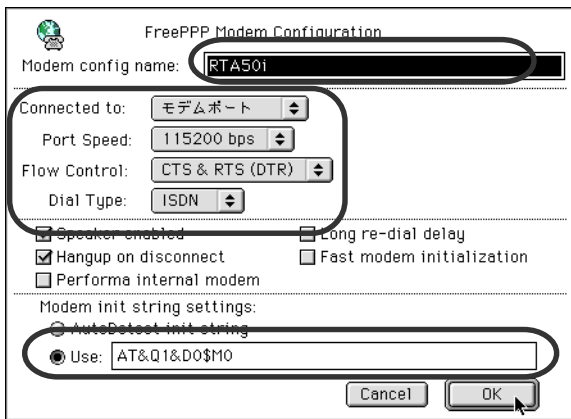 FreePPP Modem Configuration
Modem config name: RTA50i
Connected to: モデムポート
Port Speed: 115200 bps
Flow Control: CTS & RTS (DTR)
Dial Type: ISDN
Speaker enabled Long re-dial delay
Hangup on disconnect Fast modem initialization
Performa internal modem
Modem init string settings:
AutoDetect init string
Use: AT&Q1&D0$M0
Cancel OK